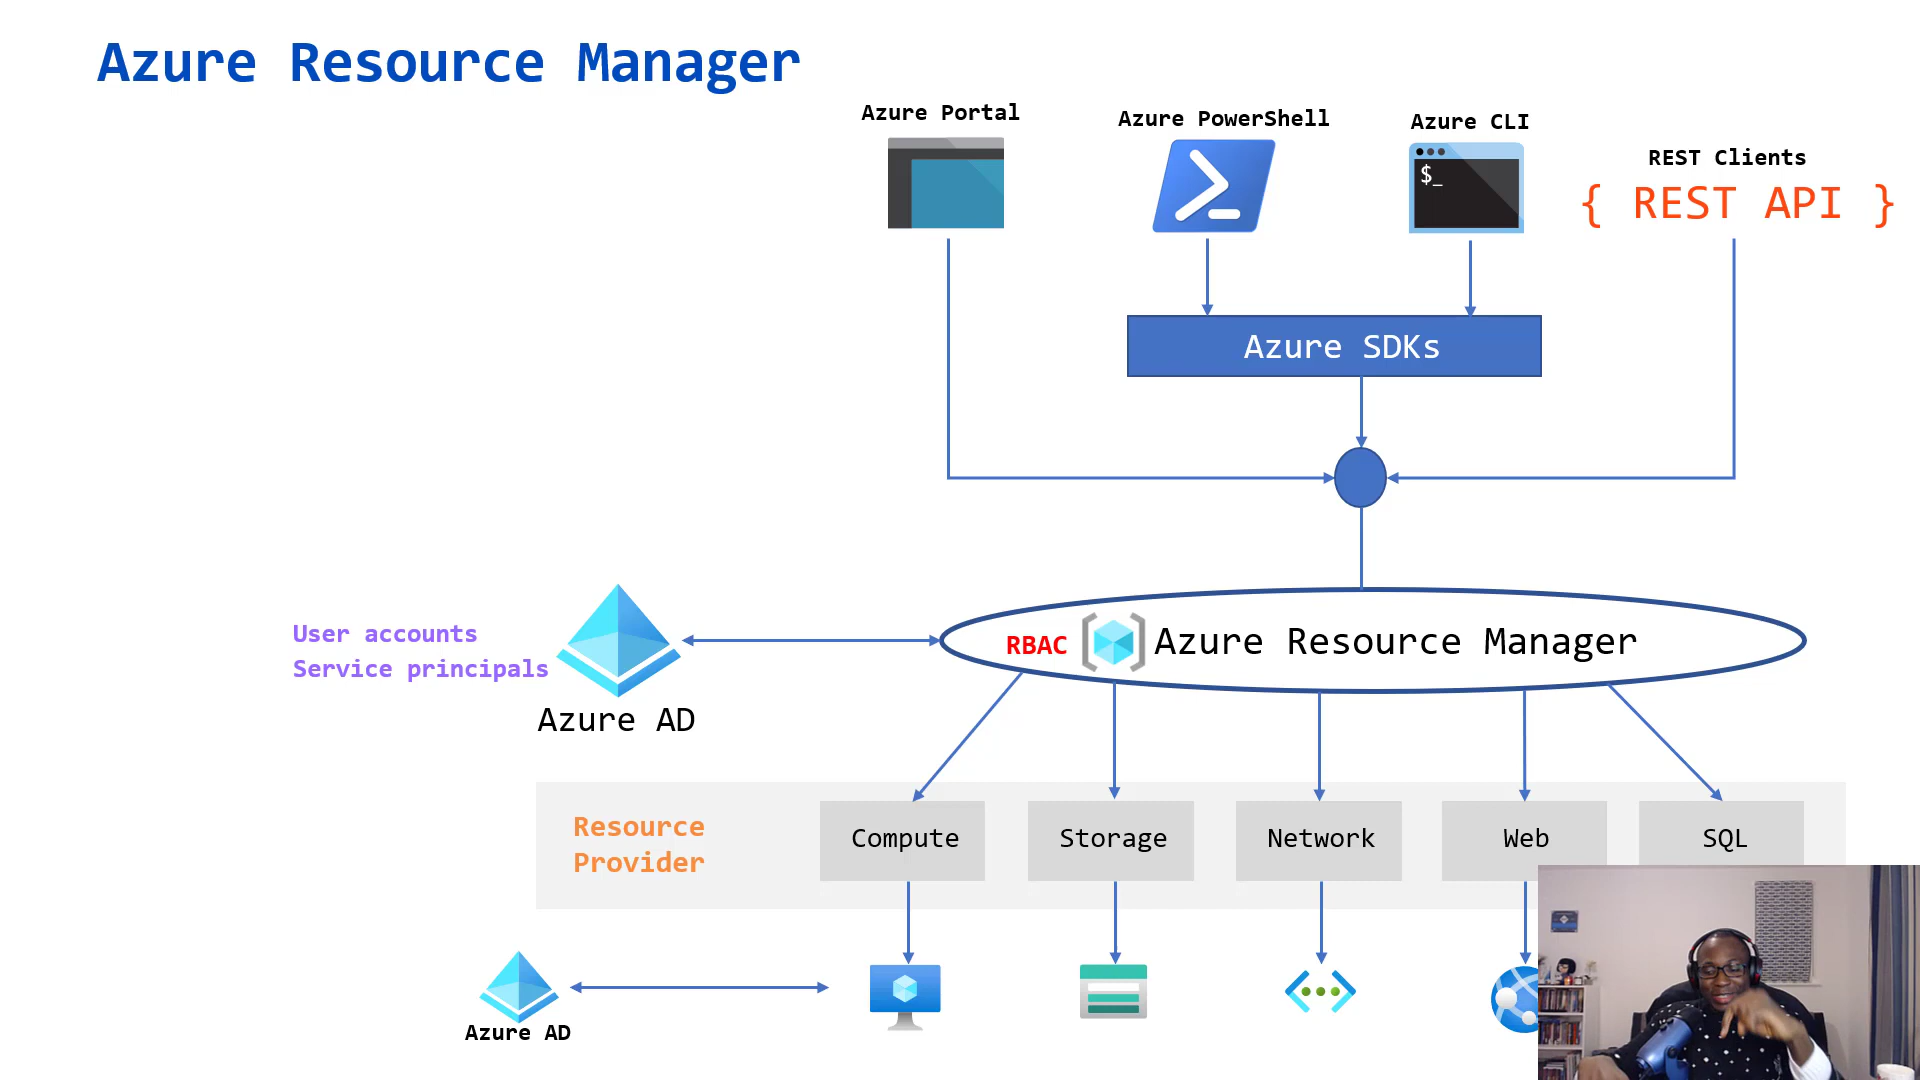 Azure Resource Manager
Azure Portal
Azure PowerShell
Azure CLI
REST Clients
$_
{ REST API }
Azure SDKs
User accounts
Service principals
Azure AD
RBAC
Azure Resource Manager
Resource
Provider
Compute
Storage
Network
Web
SQL
Azure AD